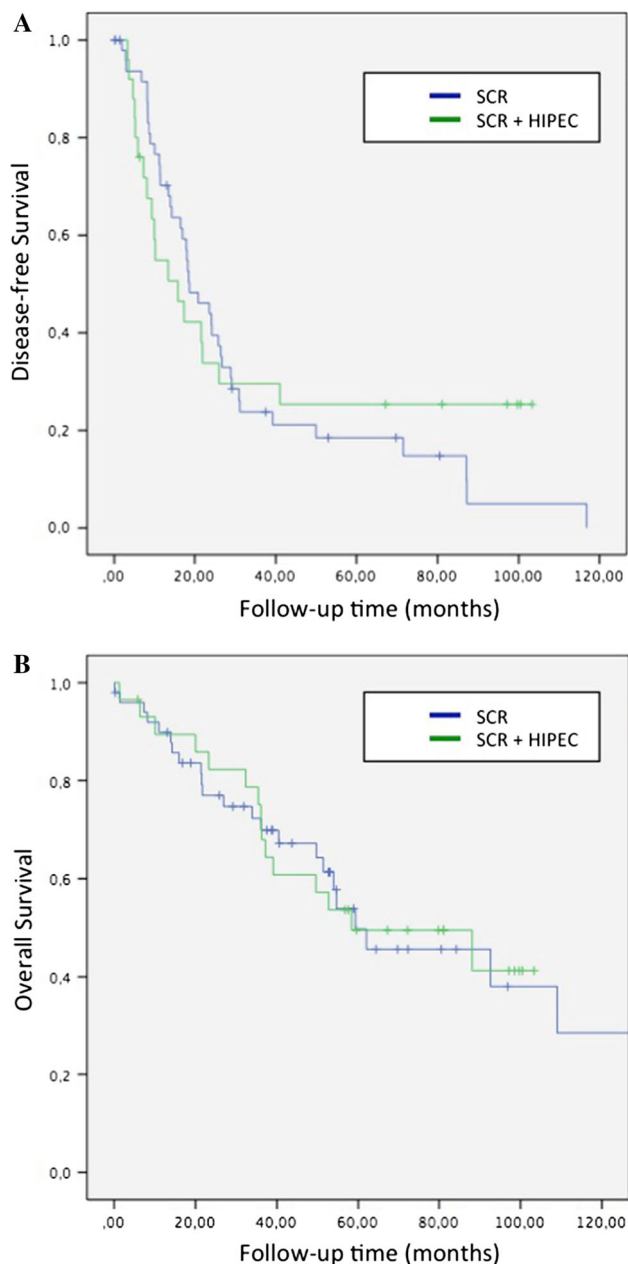 A
1,0
0,8
0,6
0,4
0,2
0,0
Disease-free Survival
SCR
SCR + HIPEC
,00 20,00 40,00 60,00 80,00 100,00 120,00
Follow-up time (months)
B
1,0
0,8
0,6
0,4
0,2
0,0
Overall Survival
SCR
SCR + HIPEC
,00 20,00 40,00 60,00 80,00 100,00 120,00
Follow-up time (months)